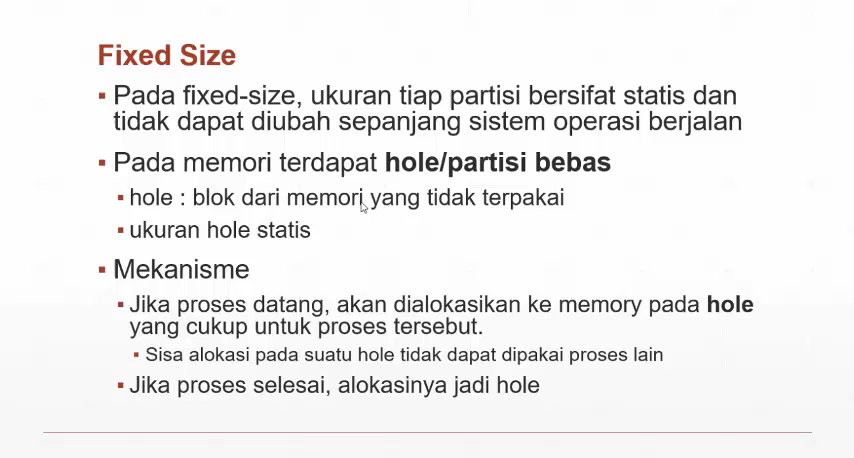 Fixed Size
▪ Pada fixed-size, ukuran tiap partisi bersifat statis dan
tidak dapat diubah sepanjang sistem operasi berjalan
▪ Pada memori terdapat hole/partisi bebas
▪ hole : blok dari memori yang tidak terpakai
▪ ukuran hole statis
▪ Mekanisme
▪ Jika proses datang, akan dialokasikan ke memory pada hole
yang cukup untuk proses tersebut.
▪ Sisa alokasi pada suatu hole tidak dapat dipakai proses lain
▪ Jika proses selesai, alokasinya jadi hole